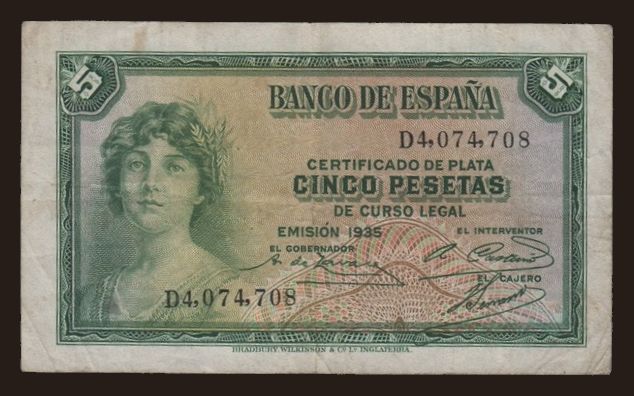 5 5
BANCO DE ESPAÑA
D4,074,708
CERTIFICADO DE PLATA
CINCO PESETAS
DE CURSO LEGAL
EMISIÓN 1935
EL INTERVENTOR
EL GOBERNADOR
EL CAJERO
D4,074,708
BRADBURY WILKINSON & Cº Lᴰ INGLATERRA.